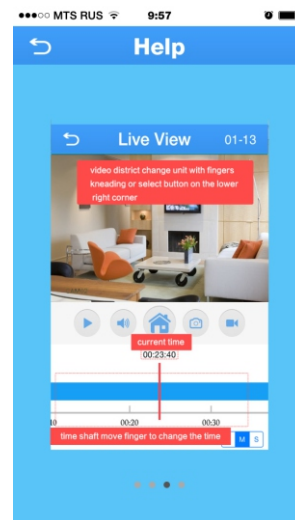 MTS RUS 9:57
Help
Live View 01-13
video district change unit with fingers
kneading or select button on the lower
right corner
current time
00:23:40
10 00:20 00:30
time shaft move finger to change the time
M S